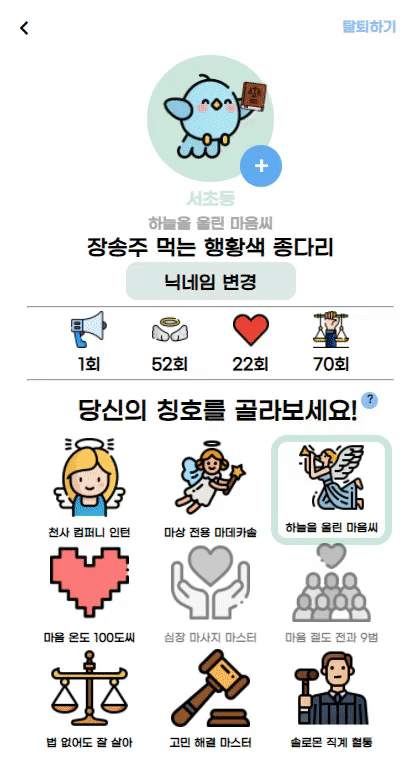 탈퇴하기
+
서초동
하늘을 울린 마음씨
장송주 먹는 행황색 종다리
닉네임 변경
1회 52회 22회 70회
당신의 칭호를 골라보세요! ?
천사 컴퍼니 인턴 마상 전용 마데카솔 하늘을 울린 마음씨
마음 온도 100도씨 심장 마사지 마스터 마음 절도 전과 9범
법 없어도 잘 살아 고민 해결 마스터 솔로몬 직계 혈통